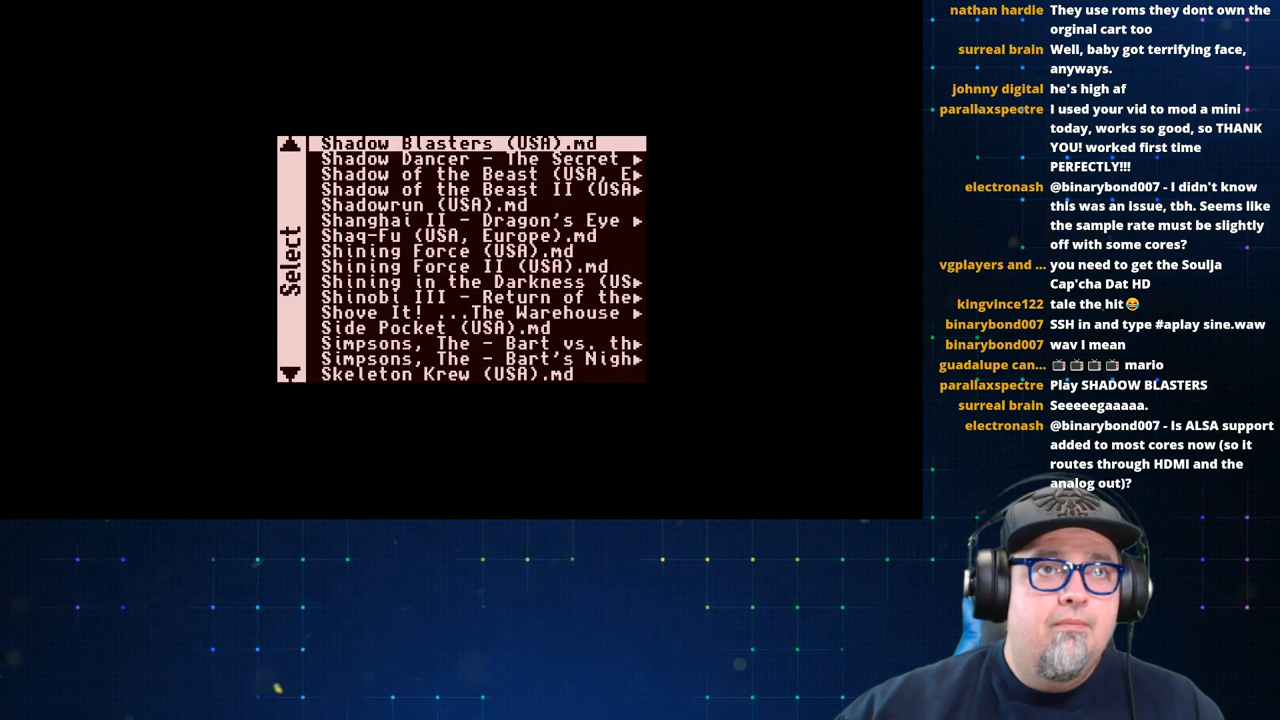 Select
Shadow Blasters (USA).md
Shadow Dancer - The Secret
Shadow of the Beast (USA, E
Shadow of the Beast II (USA
Shadowrun (USA).md
Shanghai II - Dragon's Eye
Shaq-Fu (USA, Europe).md
Shining Force (USA).md
Shining Force II (USA).md
Shining in the Darkness (US
Shinobi III - Return of the
Shove It! ...The Warehouse
Side Pocket (USA).md
Simpsons, The - Bart vs. th
Simpsons, The - Bart's Nigh
Skeleton Krew (USA).md
nathan hardie They use roms they dont own the
orginal cart too
surreal brain Well, baby got terrifying face,
anyways.
johnny digital he's high af
parallaxspectre I used your vid to mod a mini
today, works so good, so THANK
YOU! worked first time
PERFECTLY!!!
electronash @binarybond007 - I didn't know
this was an issue, tbh. Seems like
the sample rate must be slightly
off with some cores?
vgplayers and ... you need to get the Soulja
Cap'cha Dat HD
kingvince122 tale the hit😂
binarybond007 SSH in and type #aplay sine.waw
binarybond007 wav I mean
guadalupe can... 📺 📺 📺 📺 mario
parallaxspectre Play SHADOW BLASTERS
surreal brain Seeeeegaaaaa.
electronash @binarybond007 - Is ALSA support
added to most cores now (so it
routes through HDMI and the
analog out)?